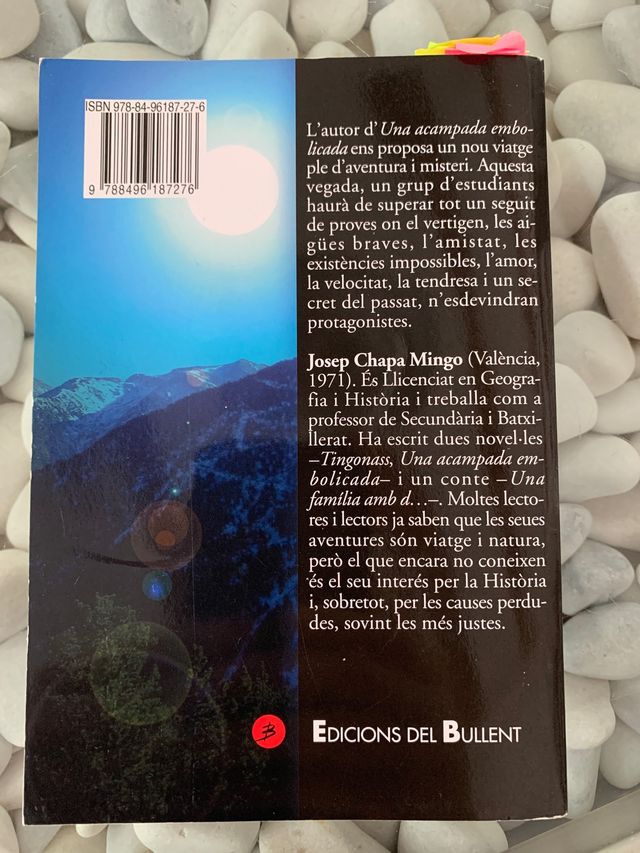 ISBN 978-84-96187-27-6
9 788496 187276
L'autor d'Una acampada embo-
licada ens proposa un nou viatge
ple d'aventura i misteri. Aquesta
vegada, un grup d'estudiants
haurà de superar tot un seguit
de proves on el vertigen, les ai-
gües braves, l'amistat, les
existències impossibles, l'amor,
la velocitat, la tendresa i un se-
cret del passat, n'esdevindran
protagonistes.
Josep Chapa Mingo (València,
1971). És Llicenciat en Geogra-
fia i Història i treballa com a
professor de Secundària i Batxi-
llerat. Ha escrit dues novel·les
–Tingonass, Una acampada em-
bolicada– i un conte –Una
família amb d…–. Moltes lecto-
res i lectors ja saben que les seues
aventures són viatge i natura,
però el que encara no coneixen
és el seu interés per la Història
i, sobretot, per les causes perdu-
des, sovint les més justes.
B EDICIONS DEL BULLENT